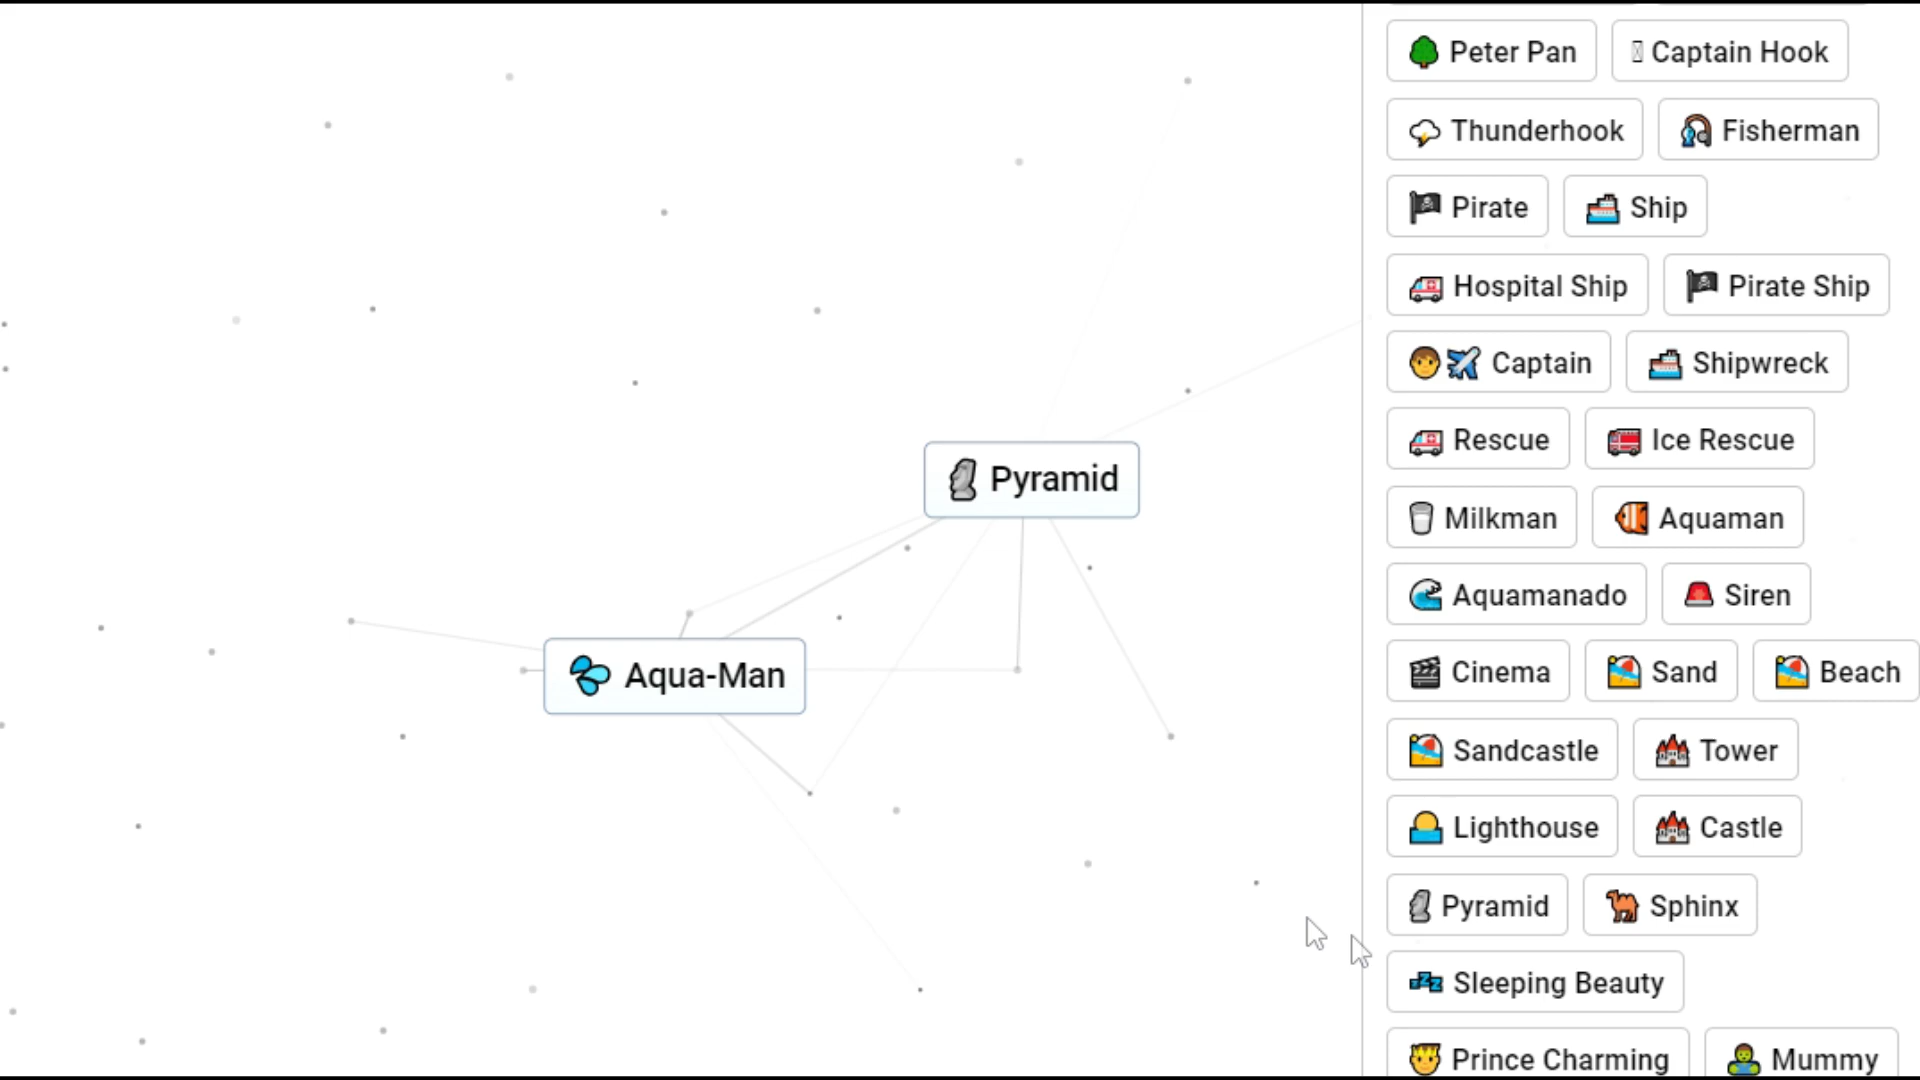 Peter Pan Captain Hook
Thunderhook Fisherman
Pirate Ship
Hospital Ship Pirate Ship
Captain Shipwreck
Rescue Ice Rescue
Pyramid
Milkman Aquaman
Aquamanado Siren
Aqua-Man
Cinema Sand Beach
Sandcastle Tower
Lighthouse Castle
Pyramid Sphinx
Sleeping Beauty
Prince Charming Mummy